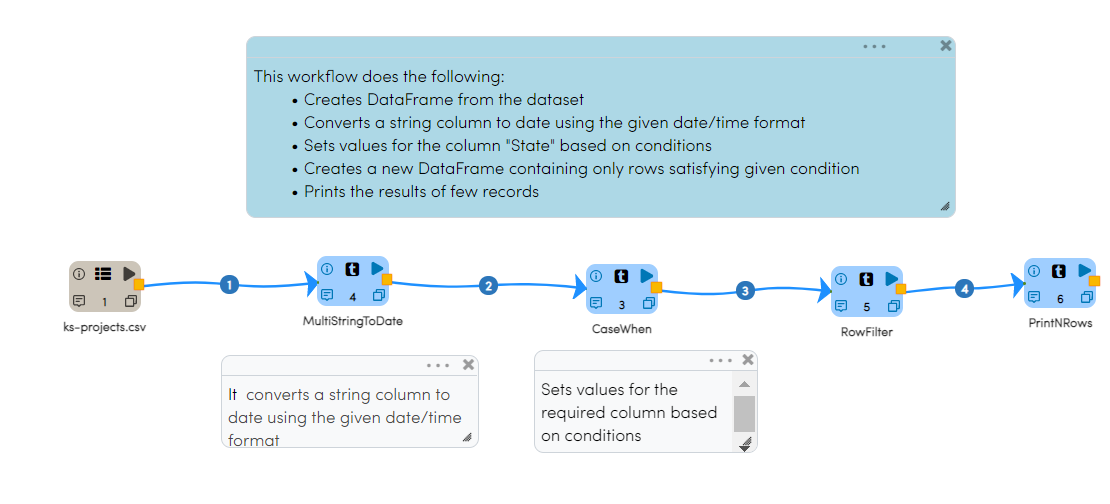 This workflow does the following:
• Creates DataFrame from the dataset
• Converts a string column to date using the given date/time format
• Sets values for the column "State" based on conditions
• Creates a new DataFrame containing only rows satisfying given condition
• Prints the results of few records
1
ks-projects.csv
1
4
MultiStringToDate
2
3
CaseWhen
3
5
RowFilter
4
6
PrintNRows
It converts a string column to
date using the given date/time
format
Sets values for the
required column based
on conditions